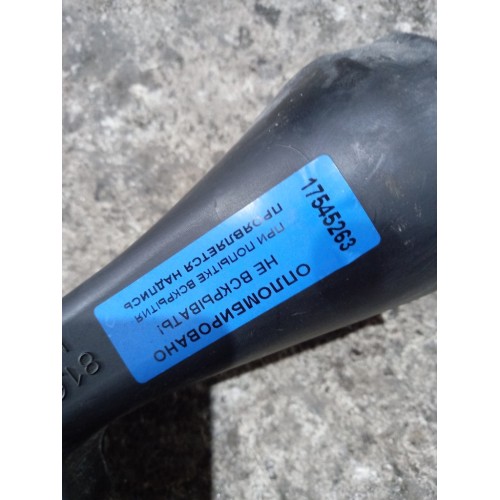 ОПЛОМБИРОВАНО
НЕ ВСКРЫВАТЬ!
ПРИ ПОПЫТКЕ ВСКРЫТИЯ
ПРОЯВЛЯЕТСЯ НАДПИСЬ
17545263